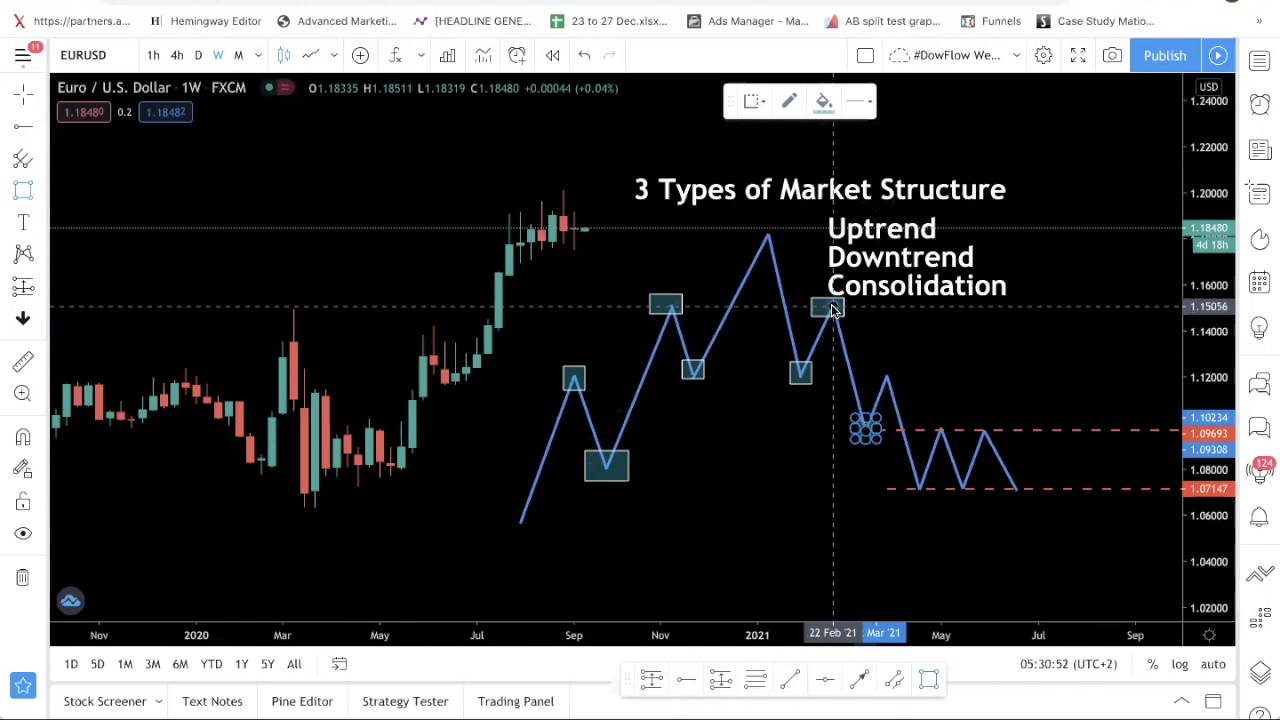 https://partners.a...
Hemingway Editor
Advanced Marketi...
[HEADLINE GENE...
23 to 27 Dec.xlsx...
Ads Manager - Ma...
AB split test grap...
Funnels
Case Study Matio...
»
11
EURUSD
1h 4h D W M
#DowFlow We...
Publish
Euro / U.S. Dollar · 1W · FXCM
O1.18335 H1.18511 L1.18319 C1.18480 +0.00044 (+0.04%)
1.18480 0.2 1.18482
USD
3 Types of Market Structure
Uptrend
Downtrend
Consolidation
1.24000
1.22000
1.20000
1.18480
4d 18h
1.16000
1.15056
1.14000
1.12000
1.10234
1.09693
1.09308
1.08000
1.07147
1.06000
1.04000
1.02000
124
Nov 2020 Mar May Jul Sep Nov 2021 22 Feb '21 Mar '21 May Jul Sep
1D 5D 1M 3M 6M YTD 1Y 5Y All
05:30:52 (UTC+2) % log auto
Stock Screener Text Notes Pine Editor Strategy Tester Trading Panel